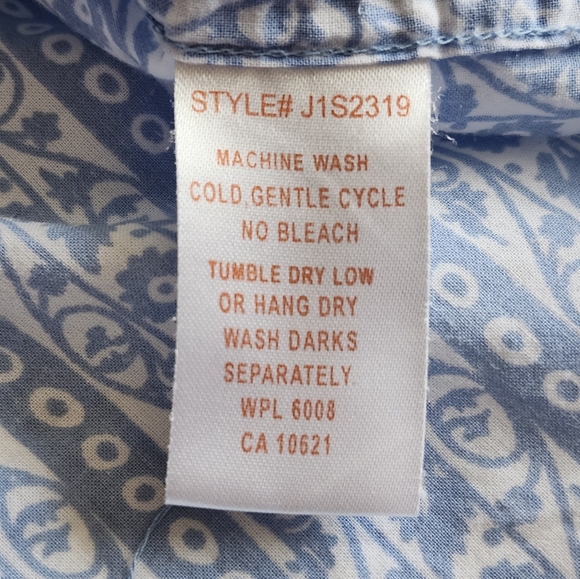 STYLE# J1S2319
MACHINE WASH
COLD, GENTLE CYCLE
NO BLEACH
TUMBLE DRY LOW
OR HANG DRY
WASH DARKS
SEPARATELY
WPL 6008
CA 10621